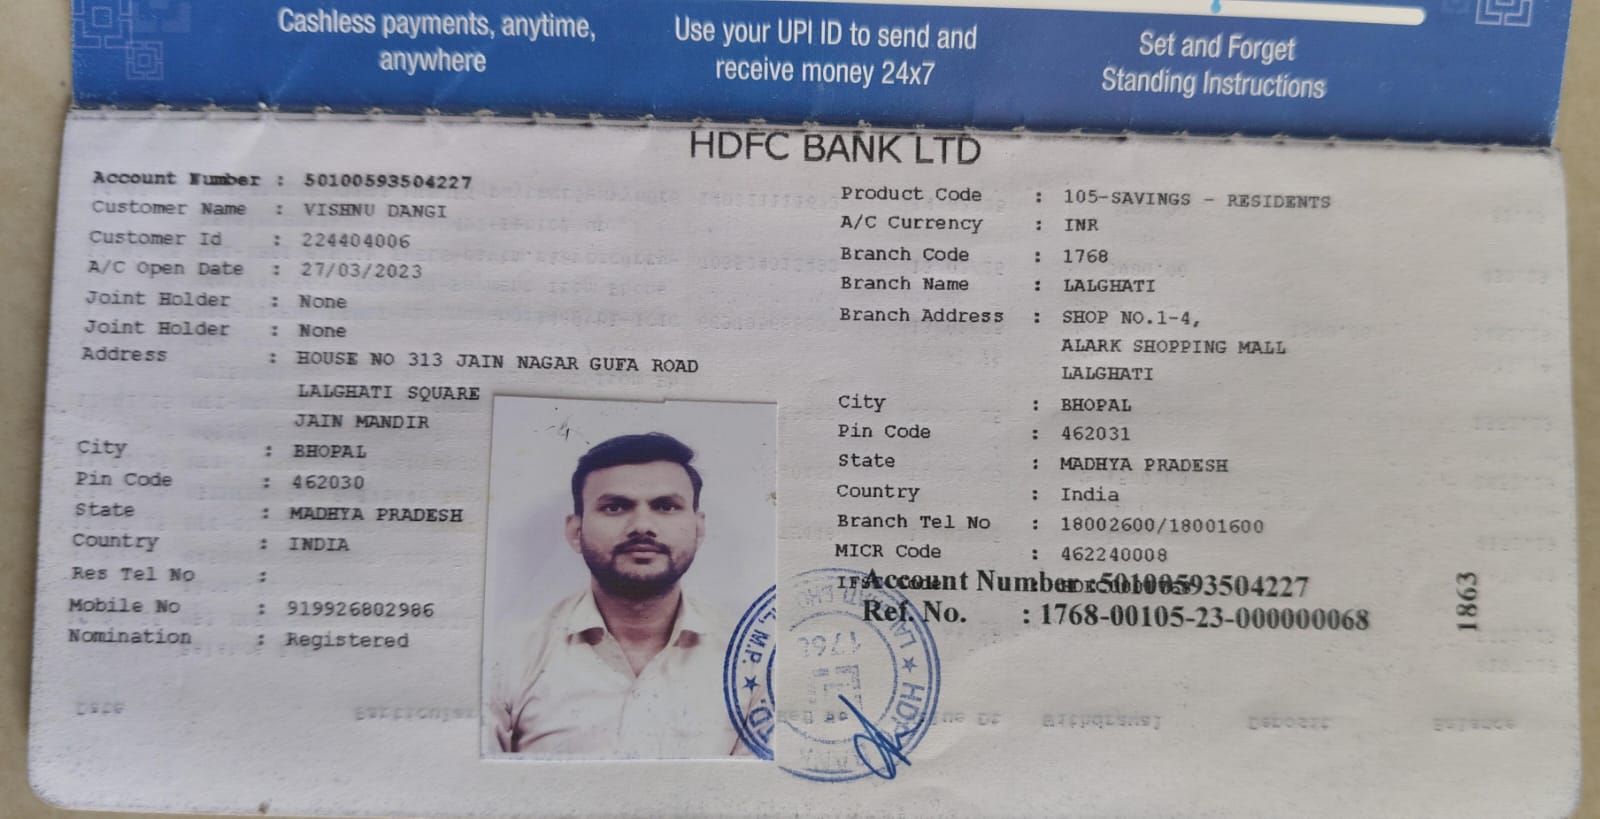 Cashless payments, anytime,
anywhere
Use your UPI ID to send and
receive money 24x7
Set and Forget
Standing Instructions
HDFC BANK LTD
Account Number : 50100593504227
Customer Name : VISHNU DANGI
Customer Id : 224404006
A/C Open Date : 27/03/2023
Joint Holder : None
Joint Holder : None
Address : HOUSE NO 313 JAIN NAGAR GUFA ROAD
LALGHATI SQUARE
JAIN MANDIR
City : BHOPAL
Pin Code : 462030
State : MADHYA PRADESH
Country : INDIA
Res Tel No :
Mobile No : 919926802986
Nomination : Registered
Product Code : 105-SAVINGS - RESIDENTS
A/C Currency : INR
Branch Code : 1768
Branch Name : LALGHATI
Branch Address : SHOP NO.1-4,
ALARK SHOPPING MALL
LALGHATI
City : BHOPAL
Pin Code : 462031
State : MADHYA PRADESH
Country : India
Branch Tel No : 18002600/18001600
MICR Code : 462240008
Account Number : 50100593504227
Ref. No. : 1768-00105-23-000000068
1863
M.P. ★
★ HDFC